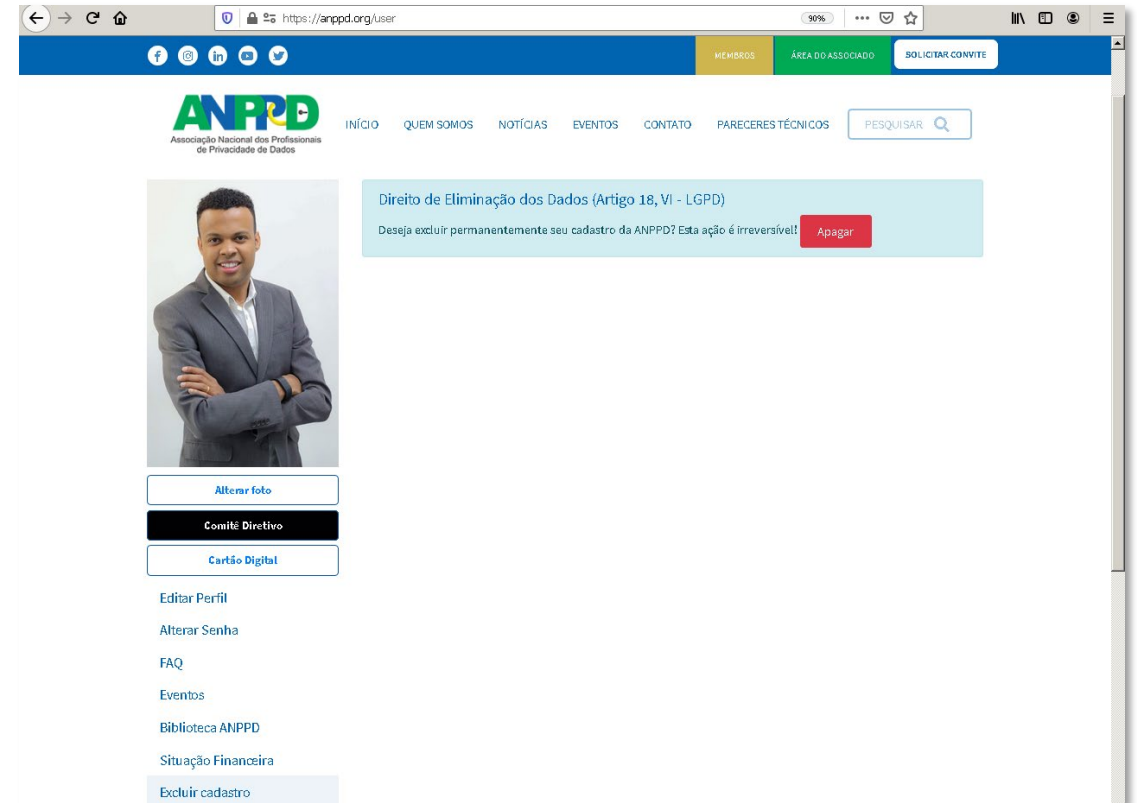 https://anppd.org/user
90%
MEMBROS
ÁREA DO ASSOCIADO
SOLICITAR CONVITE
ANPPD
Associação Nacional dos Profissionais
de Privacidade de Dados
INÍCIO
QUEM SOMOS
NOTÍCIAS
EVENTOS
CONTATO
PARECERES TÉCNICOS
PESQUISAR
Direito de Eliminação dos Dados (Artigo 18, VI - LGPD)
Deseja excluir permanentemente seu cadastro da ANPPD? Esta ação é irreversível! Apagar
Alterar foto
Comitê Diretivo
Cartão Digital
Editar Perfil
Alterar Senha
FAQ
Eventos
Biblioteca ANPPD
Situação Financeira
Excluir cadastro